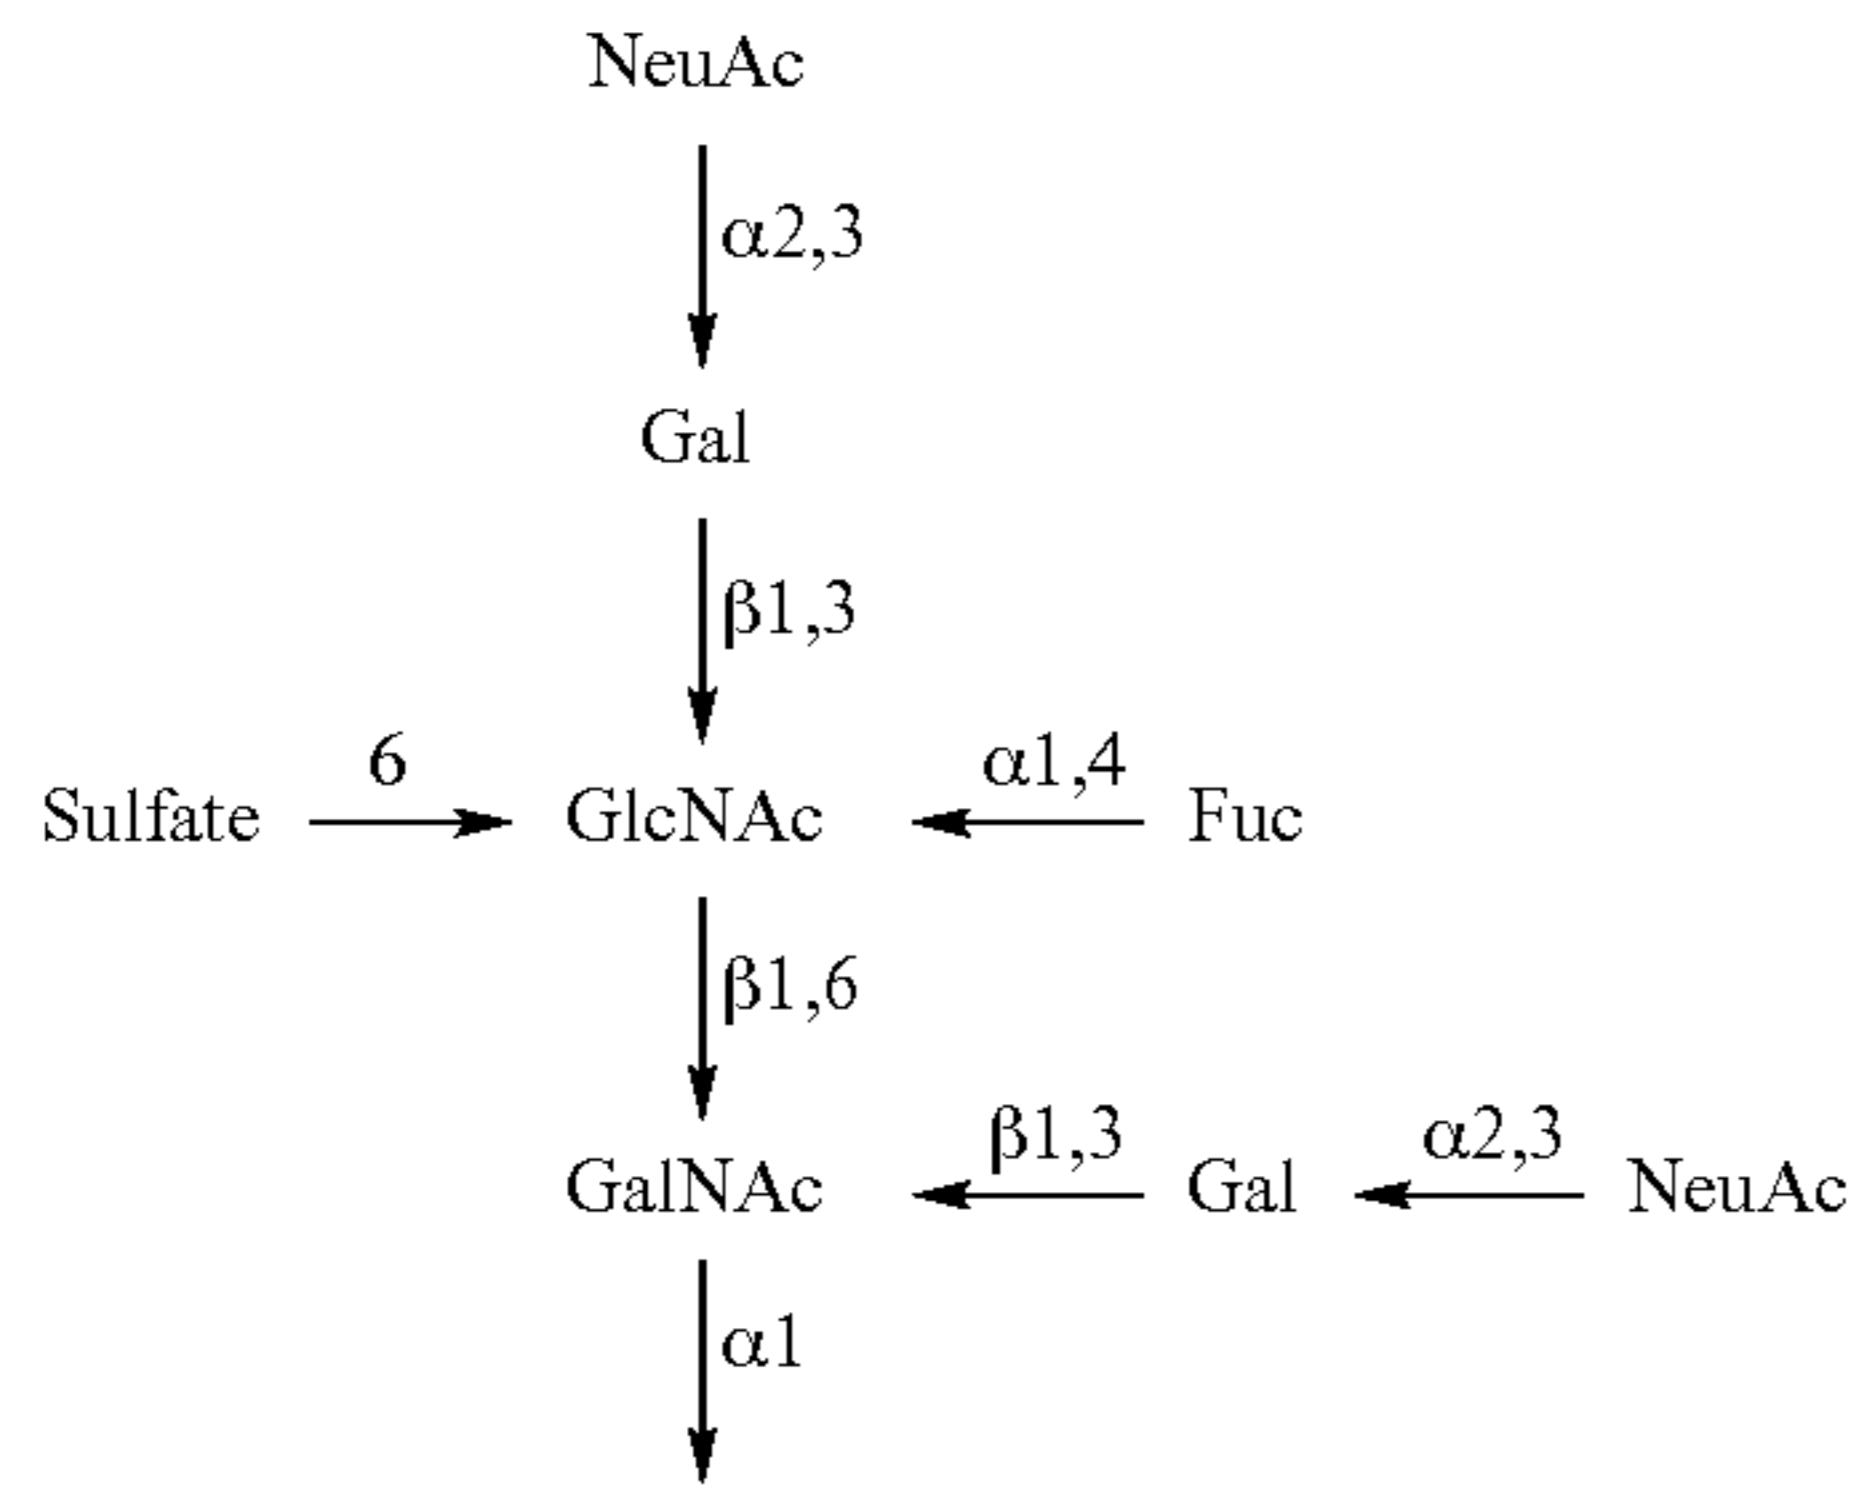 NeuAc
α2,3
Gal
β1,3
6 α1,4
Sulfate GlcNAc Fuc
β1,6
β1,3 α2,3
GalNAc Gal NeuAc
α1